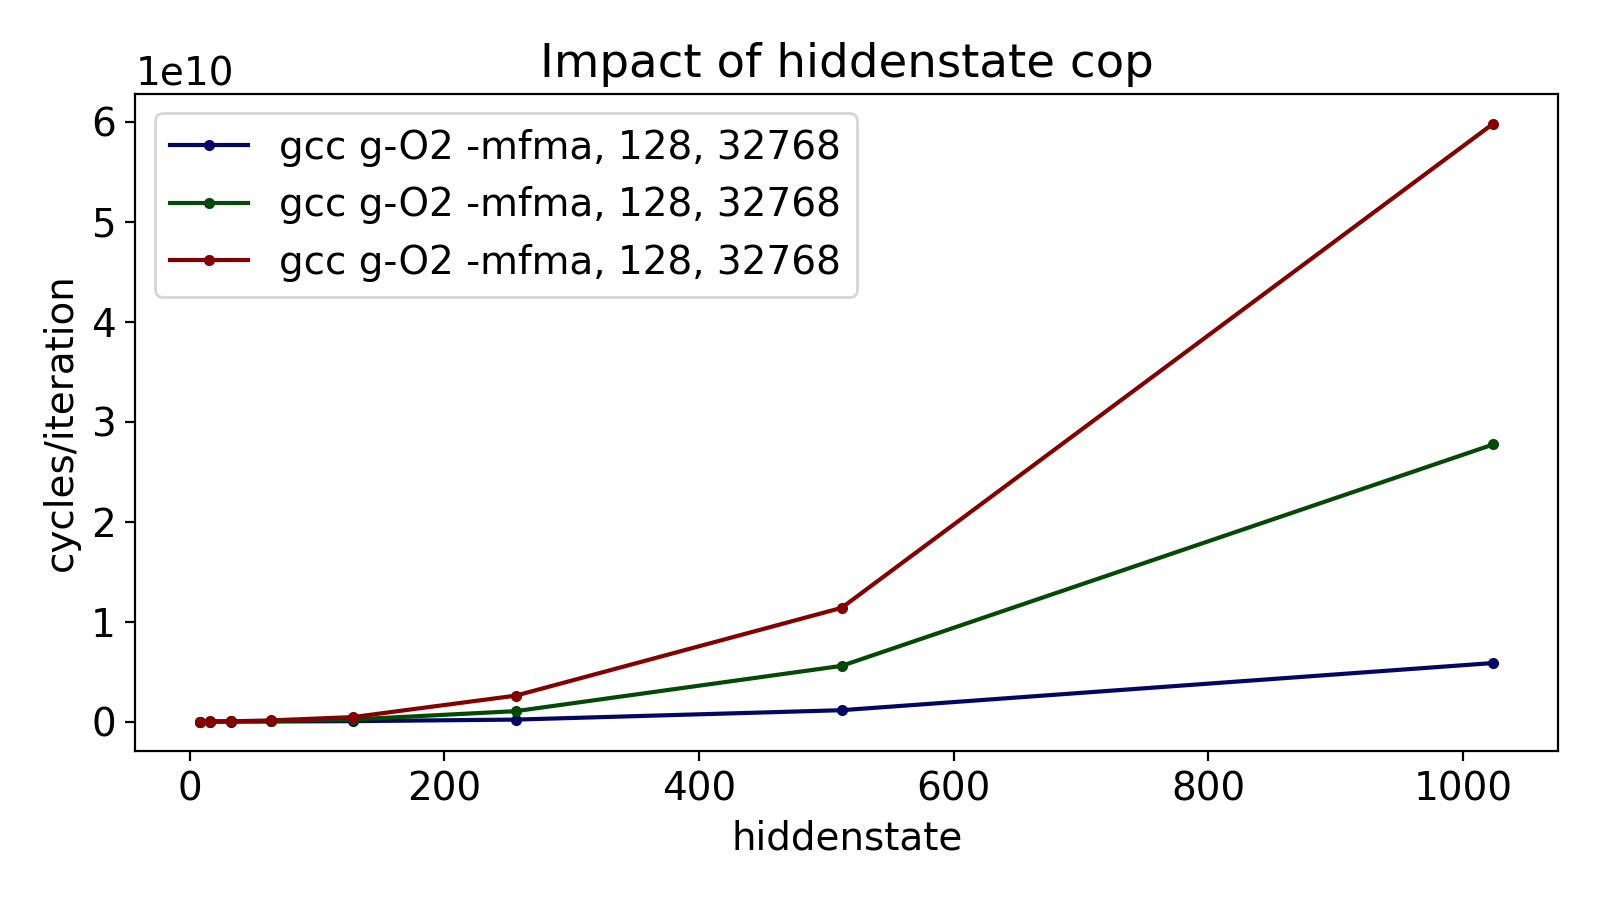 Impact of hiddenstate cop
1e10
gcc g-O2 -mfma, 128, 32768
gcc g-O2 -mfma, 128, 32768
gcc g-O2 -mfma, 128, 32768
cycles/iteration
6
5
4
3
2
1
0
0 200 400 600 800 1000
hiddenstate